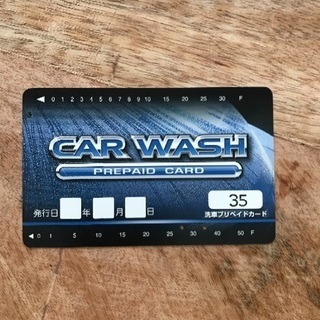 ◀ 0 1 2 3 4 5 6 7 8 9 10 15 20 25 30 F
CAR WASH
PREPAID CARD
35
発行日 年 月 日
洗車プリペイドカード
◀ 0 1 5 10 20 30 40 50 F